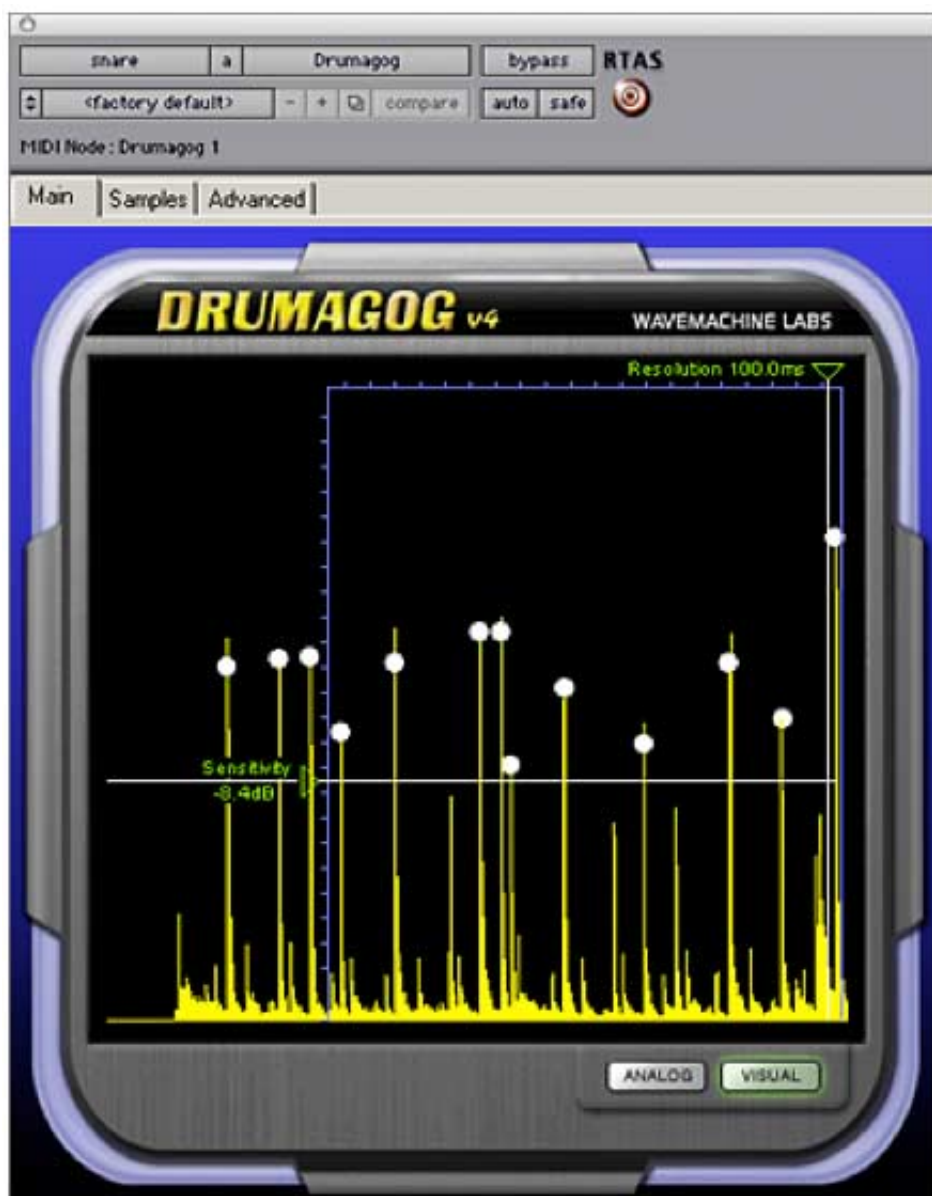 snare a Drumagog bypass RTAS
<factory default> - + compare auto safe
MIDI Node : Drumagog 1
Main Samples Advanced
DRUMAGOG v4 WAVEMACHINE LABS
Resolution 100.0ms
Sensitivity
-8.4dB
ANALOG VISUAL